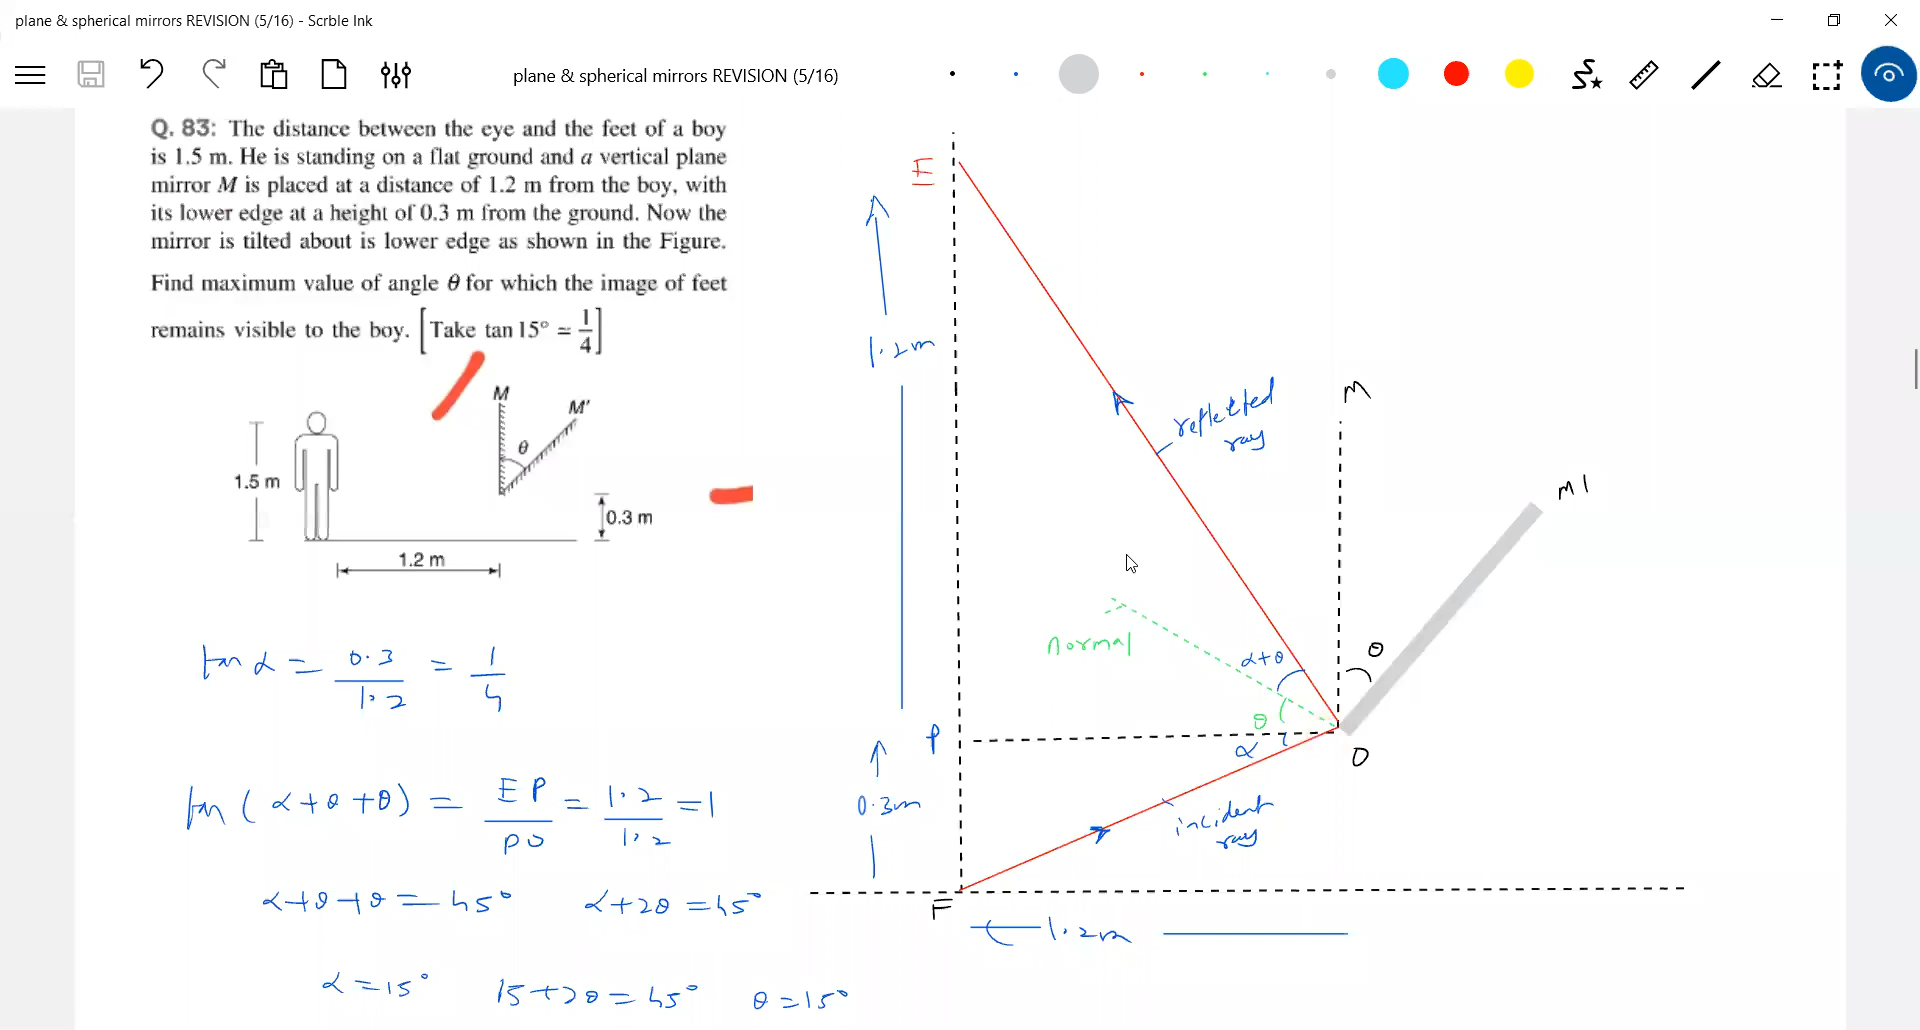 plane & spherical mirrors REVISION (5/16) - Scrble Ink
plane & spherical mirrors REVISION (5/16)
Q. 83: The distance between the eye and the feet of a boy
is 1.5 m. He is standing on a flat ground and a vertical plane
mirror M is placed at a distance of 1.2 m from the boy, with
its lower edge at a height of 0.3 m from the ground. Now the
mirror is tilted about is lower edge as shown in the Figure.
Find maximum value of angle θ for which the image of feet
remains visible to the boy. [Take tan 15° = 1/4]
M
M'
θ
1.5 m
0.3 m
1.2 m
tan α = 0.3/1.2 = 1/4
tan (α+θ+θ) = EP/PO = 1.2/1.2 = 1
α+θ+θ = 45° α+2θ = 45°
α = 15° 15+2θ = 45° θ = 15°
E
1.2m
reflected
ray
M
M1
normal
α+θ
θ
θ
P
α
O
0.3m
incident
ray
F
1.2m